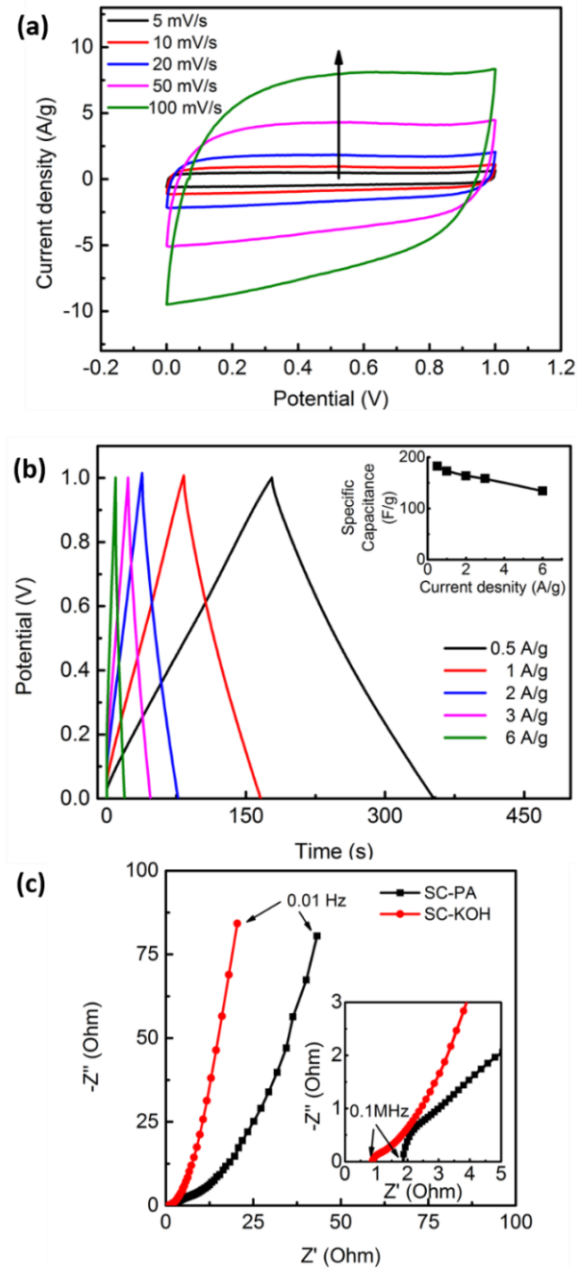 (a)
5 mV/s
10 mV/s
20 mV/s
50 mV/s
100 mV/s
10
5
0
-5
-10
Current density (A/g)
-0.2 0.0 0.2 0.4 0.6 0.8 1.0 1.2
Potential (V)
(b)
1.0
0.8
0.6
0.4
0.2
0.0
Potential (V)
200
100
0
Specific
Capacitance
(F/g)
0 2 4 6
Current desnity (A/g)
0.5 A/g
1 A/g
2 A/g
3 A/g
6 A/g
0 150 300 450
Time (s)
(c)
100
75
50
25
0
-Z" (Ohm)
0.01 Hz
SC-PA
SC-KOH
3
2
1
0
-Z" (Ohm)
0.1MHz
0 1 2 3 4 5
Z' (Ohm)
0 25 50 75 100
Z' (Ohm)